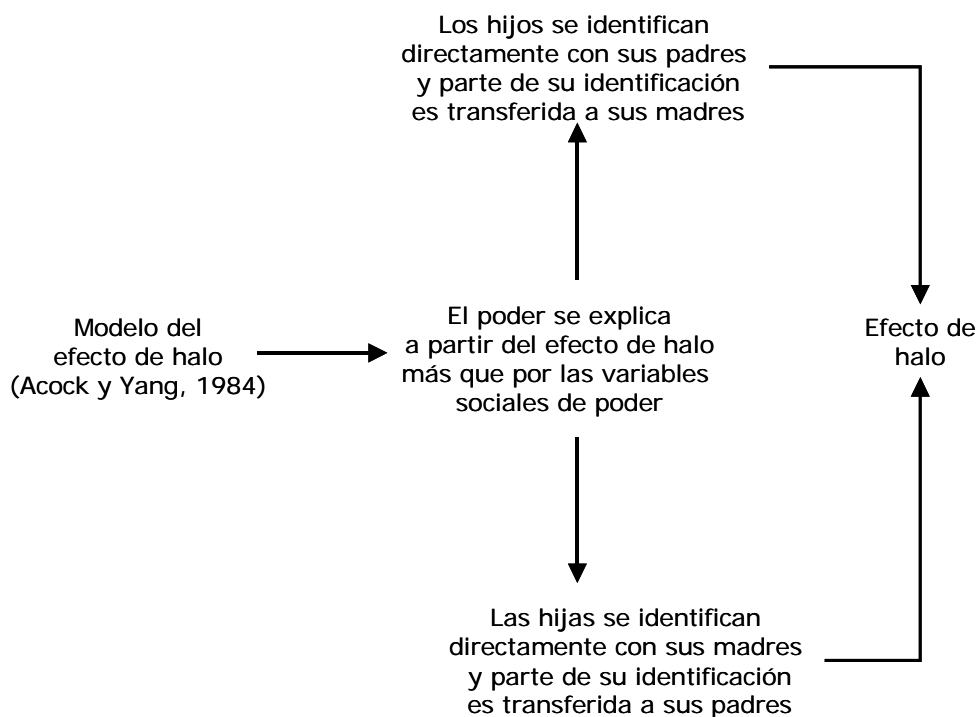 Los hijos se identifican
directamente con sus padres
y parte de su identificación
es transferida a sus madres
Modelo del
efecto de halo
(Acock y Yang, 1984)
El poder se explica
a partir del efecto de halo
más que por las variables
sociales de poder
Efecto de
halo
Las hijas se identifican
directamente con sus madres
y parte de su identificación
es transferida a sus padres